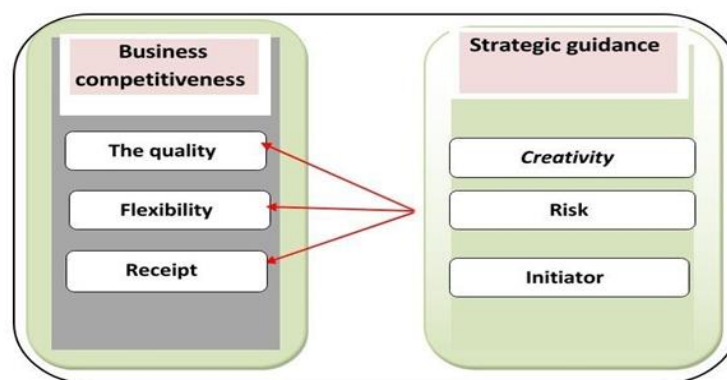 Business
competitiveness
The quality
Flexibility
Receipt
Strategic guidance
Creativity
Risk
Initiator